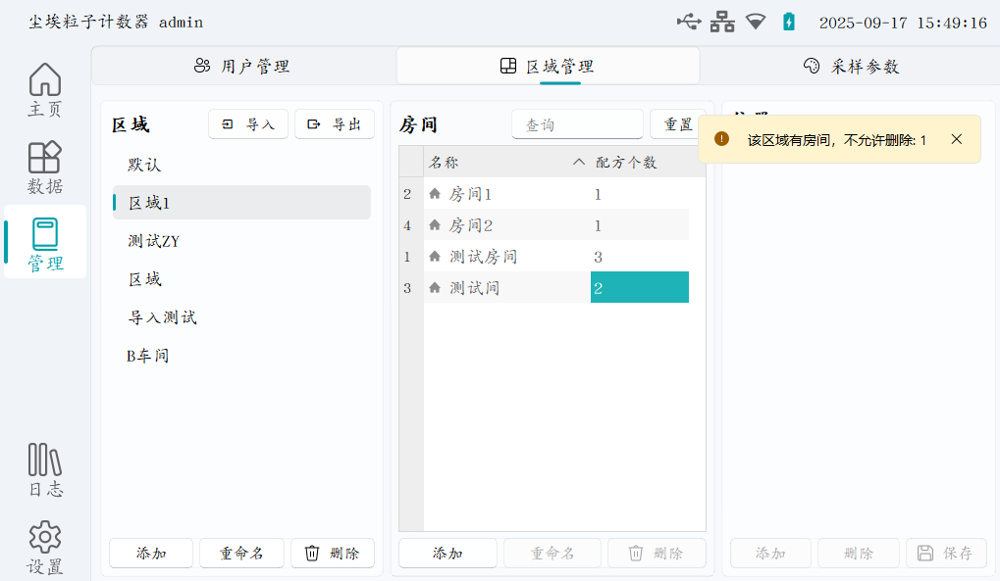 尘埃粒子计数器 admin
2025-09-17 15:49:16
主页
数据
管理
日志
设置
用户管理
区域管理
采样参数
区域
导入
导出
默认
区域1
测试ZY
区域
导入测试
B车间
添加
重命名
删除
房间
查询
重置
名称 配方个数
2 房间1 1
4 房间2 1
1 测试房间 3
3 测试间 2
添加
重命名
删除
该区域有房间，不允许删除: 1
添加
删除
保存